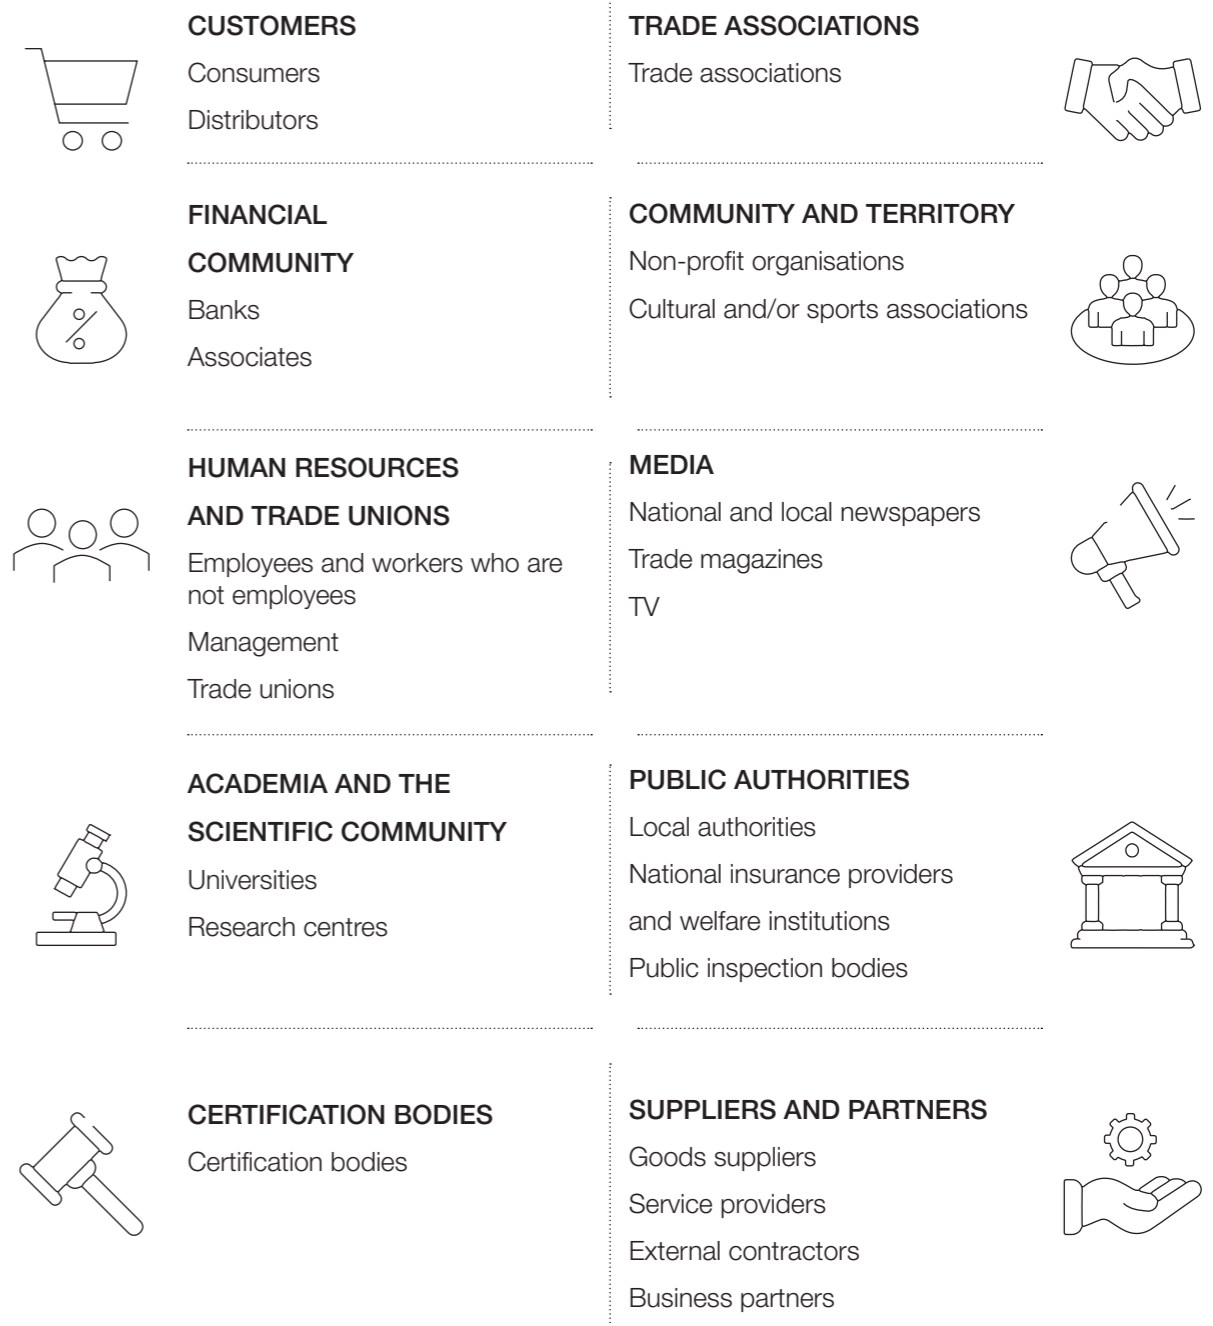 CUSTOMERS
Consumers
Distributors
TRADE ASSOCIATIONS
Trade associations
FINANCIAL
COMMUNITY
Banks
Associates
COMMUNITY AND TERRITORY
Non-profit organisations
Cultural and/or sports associations
HUMAN RESOURCES
AND TRADE UNIONS
Employees and workers who are
not employees
Management
Trade unions
MEDIA
National and local newspapers
Trade magazines
TV
ACADEMIA AND THE
SCIENTIFIC COMMUNITY
Universities
Research centres
PUBLIC AUTHORITIES
Local authorities
National insurance providers
and welfare institutions
Public inspection bodies
CERTIFICATION BODIES
Certification bodies
SUPPLIERS AND PARTNERS
Goods suppliers
Service providers
External contractors
Business partners